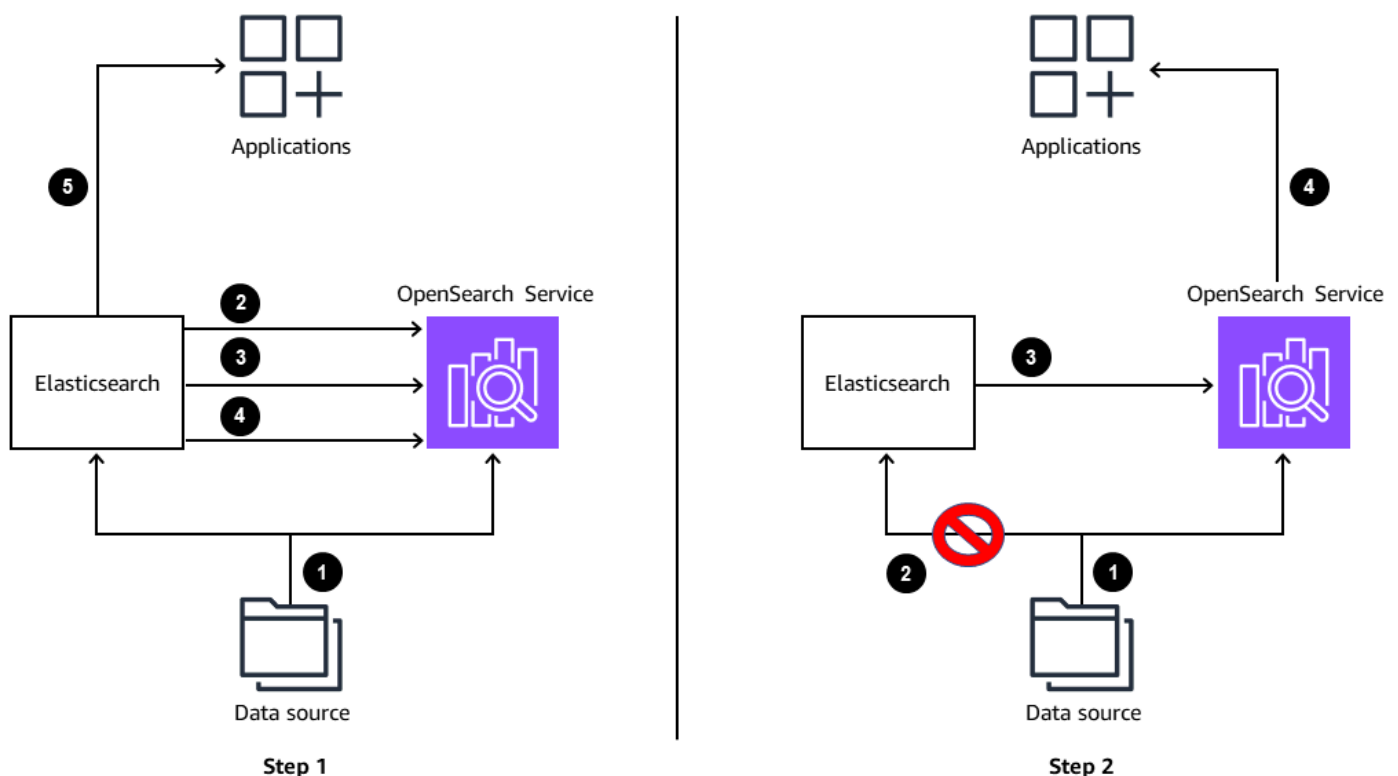 Applications
5
OpenSearch Service
2
3
Elasticsearch
4
1
Data source
Step 1
Applications
4
OpenSearch Service
3
Elasticsearch
2
1
Data source
Step 2